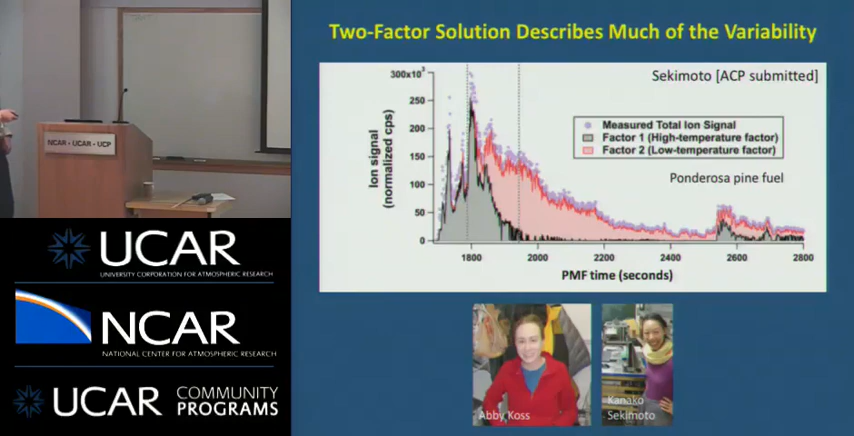 Two-Factor Solution Describes Much of the Variability
Sekimoto [ACP submitted]
300x10³
250
200
150
100
50
0
Ion signal
(normalized cps)
Measured Total Ion Signal
Factor 1 (High-temperature factor)
Factor 2 (Low-temperature factor)
Ponderosa pine fuel
1800
2000
2200
2400
2600
2800
PMF time (seconds)
Abby Koss
Kanako
Sekimoto
NCAR • UCAR • UCP
UCAR
UNIVERSITY CORPORATION FOR ATMOSPHERIC RESEARCH
NCAR
NATIONAL CENTER FOR ATMOSPHERIC RESEARCH
UCAR
COMMUNITY
PROGRAMS